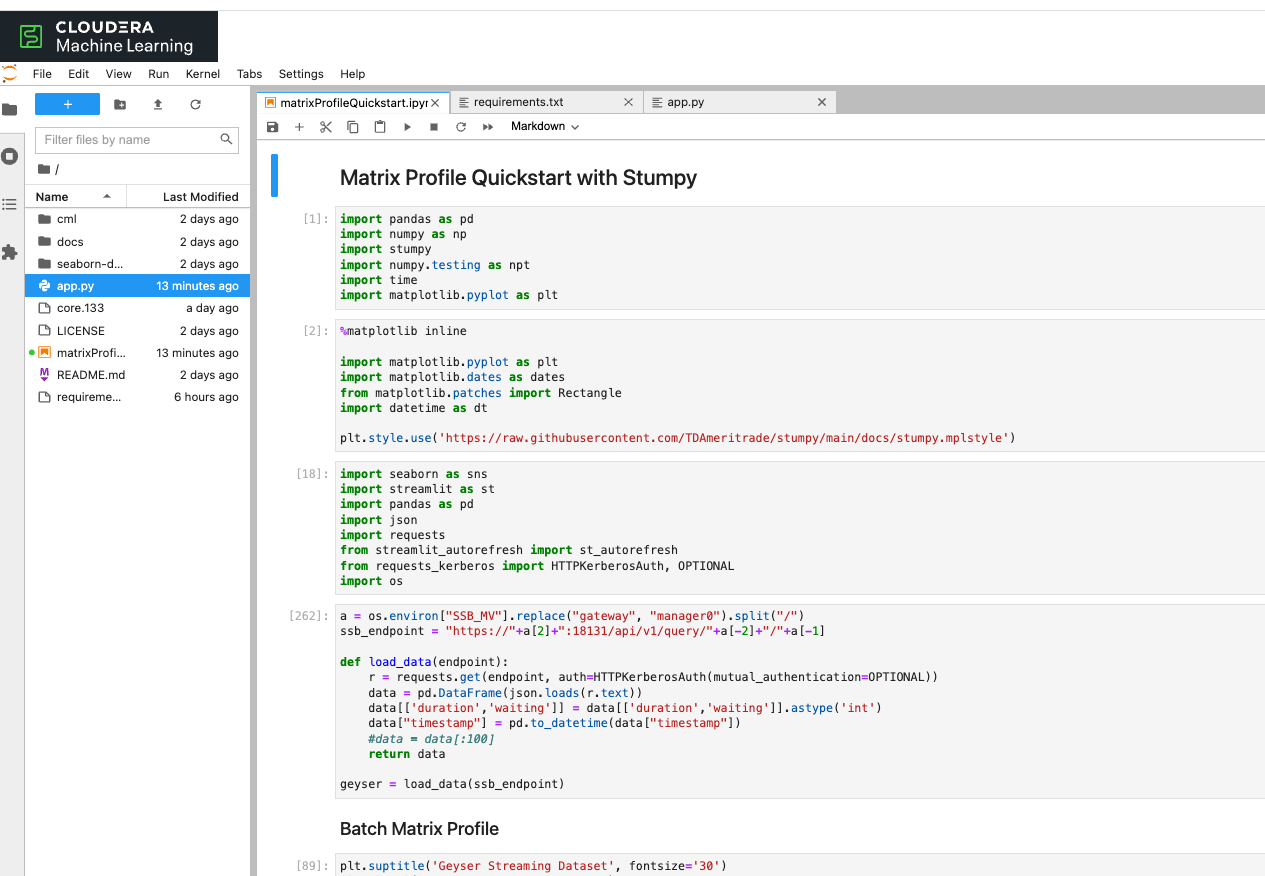 CLOUDERA
Machine Learning
File Edit View Run Kernel Tabs Settings Help
+
Filter files by name
/
Name Last Modified
cml 2 days ago
docs 2 days ago
seaborn-d... 2 days ago
app.py 13 minutes ago
core.133 a day ago
LICENSE 2 days ago
matrixProfi... 13 minutes ago
README.md 2 days ago
requireme... 6 hours ago
matrixProfileQuickstart.ipyn
requirements.txt
app.py
Markdown
Matrix Profile Quickstart with Stumpy
[1]:
import pandas as pd
import numpy as np
import stumpy
import numpy.testing as npt
import time
import matplotlib.pyplot as plt
[2]:
%matplotlib inline
import matplotlib.pyplot as plt
import matplotlib.dates as dates
from matplotlib.patches import Rectangle
import datetime as dt
plt.style.use('https://raw.githubusercontent.com/TDAmeritrade/stumpy/main/docs/stumpy.mplstyle')
[18]:
import seaborn as sns
import streamlit as st
import pandas as pd
import json
import requests
from streamlit_autorefresh import st_autorefresh
from requests_kerberos import HTTPKerberosAuth, OPTIONAL
import os
[262]:
a = os.environ["SSB_MV"].replace("gateway", "manager0").split("/")
ssb_endpoint = "https://"+a[2]+":18131/api/v1/query/"+a[-2]+"/"+a[-1]
def load_data(endpoint):
    r = requests.get(endpoint, auth=HTTPKerberosAuth(mutual_authentication=OPTIONAL))
    data = pd.DataFrame(json.loads(r.text))
    data[['duration','waiting']] = data[['duration','waiting']].astype('int')
    data["timestamp"] = pd.to_datetime(data["timestamp"])
    #data = data[:100]
    return data
geyser = load_data(ssb_endpoint)
Batch Matrix Profile
[89]:
plt.suptitle('Geyser Streaming Dataset', fontsize='30')